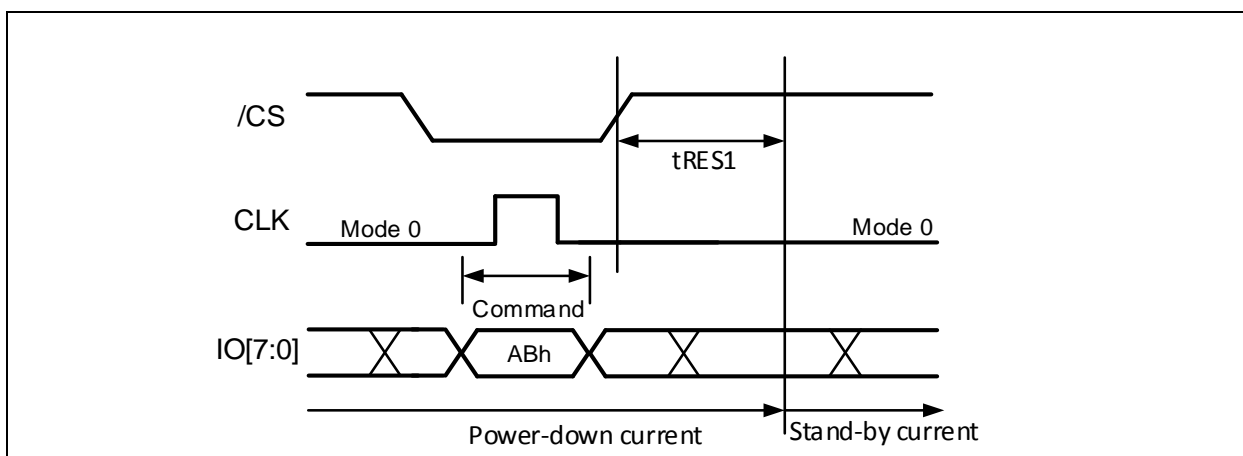 /CS
tRES1
CLK
Mode 0
Mode 0
Command
IO[7:0]
ABh
Power-down current
Stand-by current